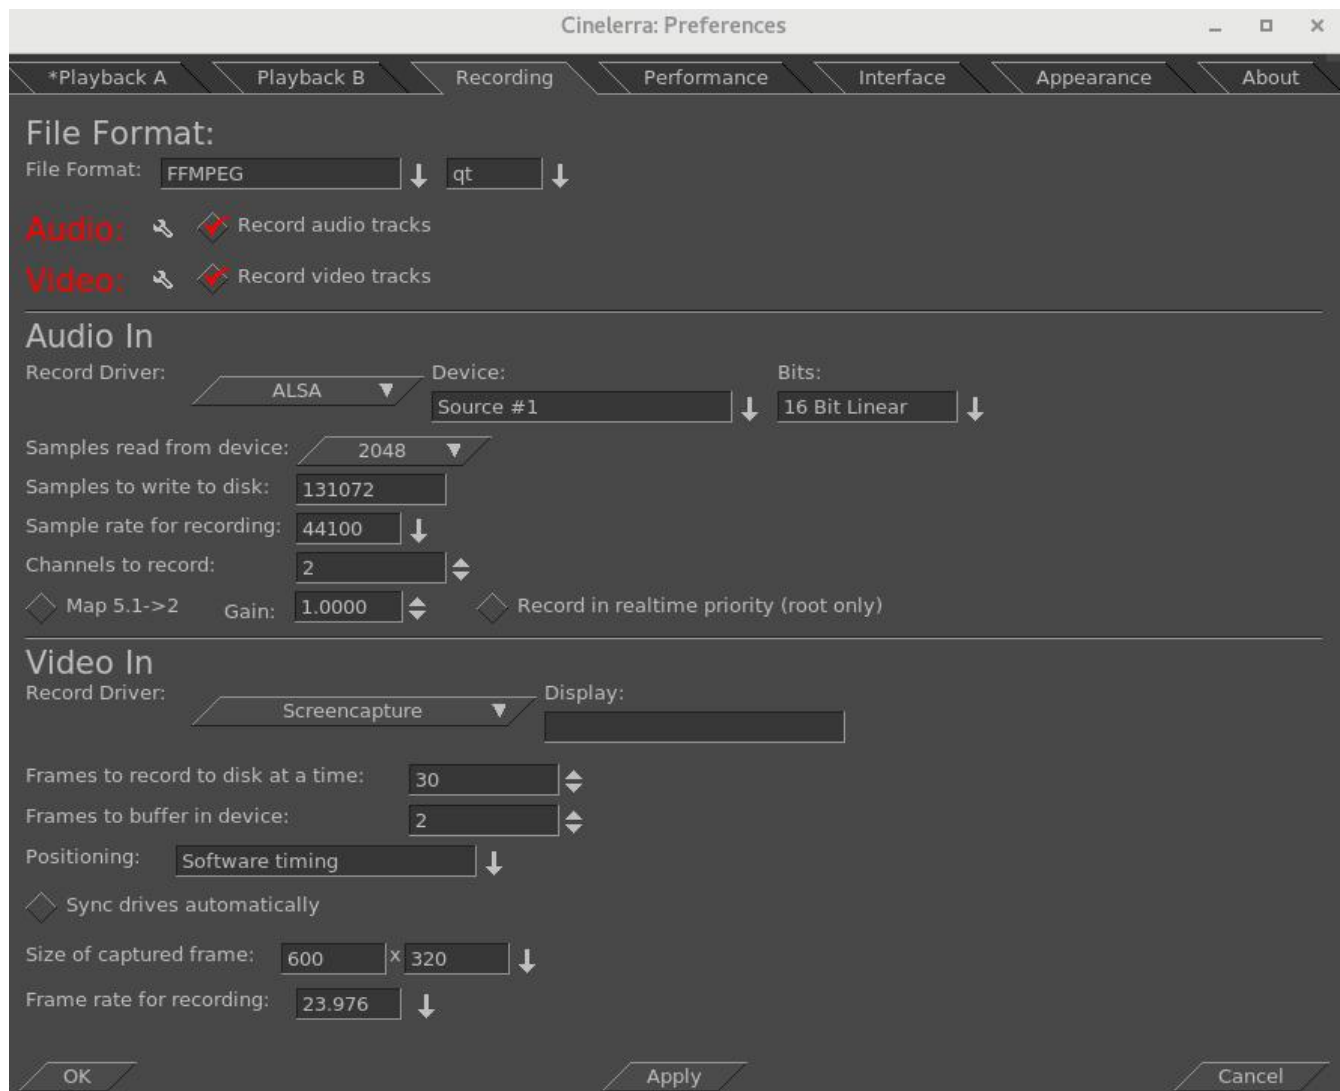 Cinelerra: Preferences
*Playback A Playback B Recording Performance Interface Appearance About
File Format:
File Format: FFMPEG qt
Audio: Record audio tracks
Video: Record video tracks
Audio In
Record Driver: ALSA Device: Source #1 Bits: 16 Bit Linear
Samples read from device: 2048
Samples to write to disk: 131072
Sample rate for recording: 44100
Channels to record: 2
Map 5.1->2 Gain: 1.0000 Record in realtime priority (root only)
Video In
Record Driver: Screencapture Display:
Frames to record to disk at a time: 30
Frames to buffer in device: 2
Positioning: Software timing
Sync drives automatically
Size of captured frame: 600 x 320
Frame rate for recording: 23.976
OK Apply Cancel